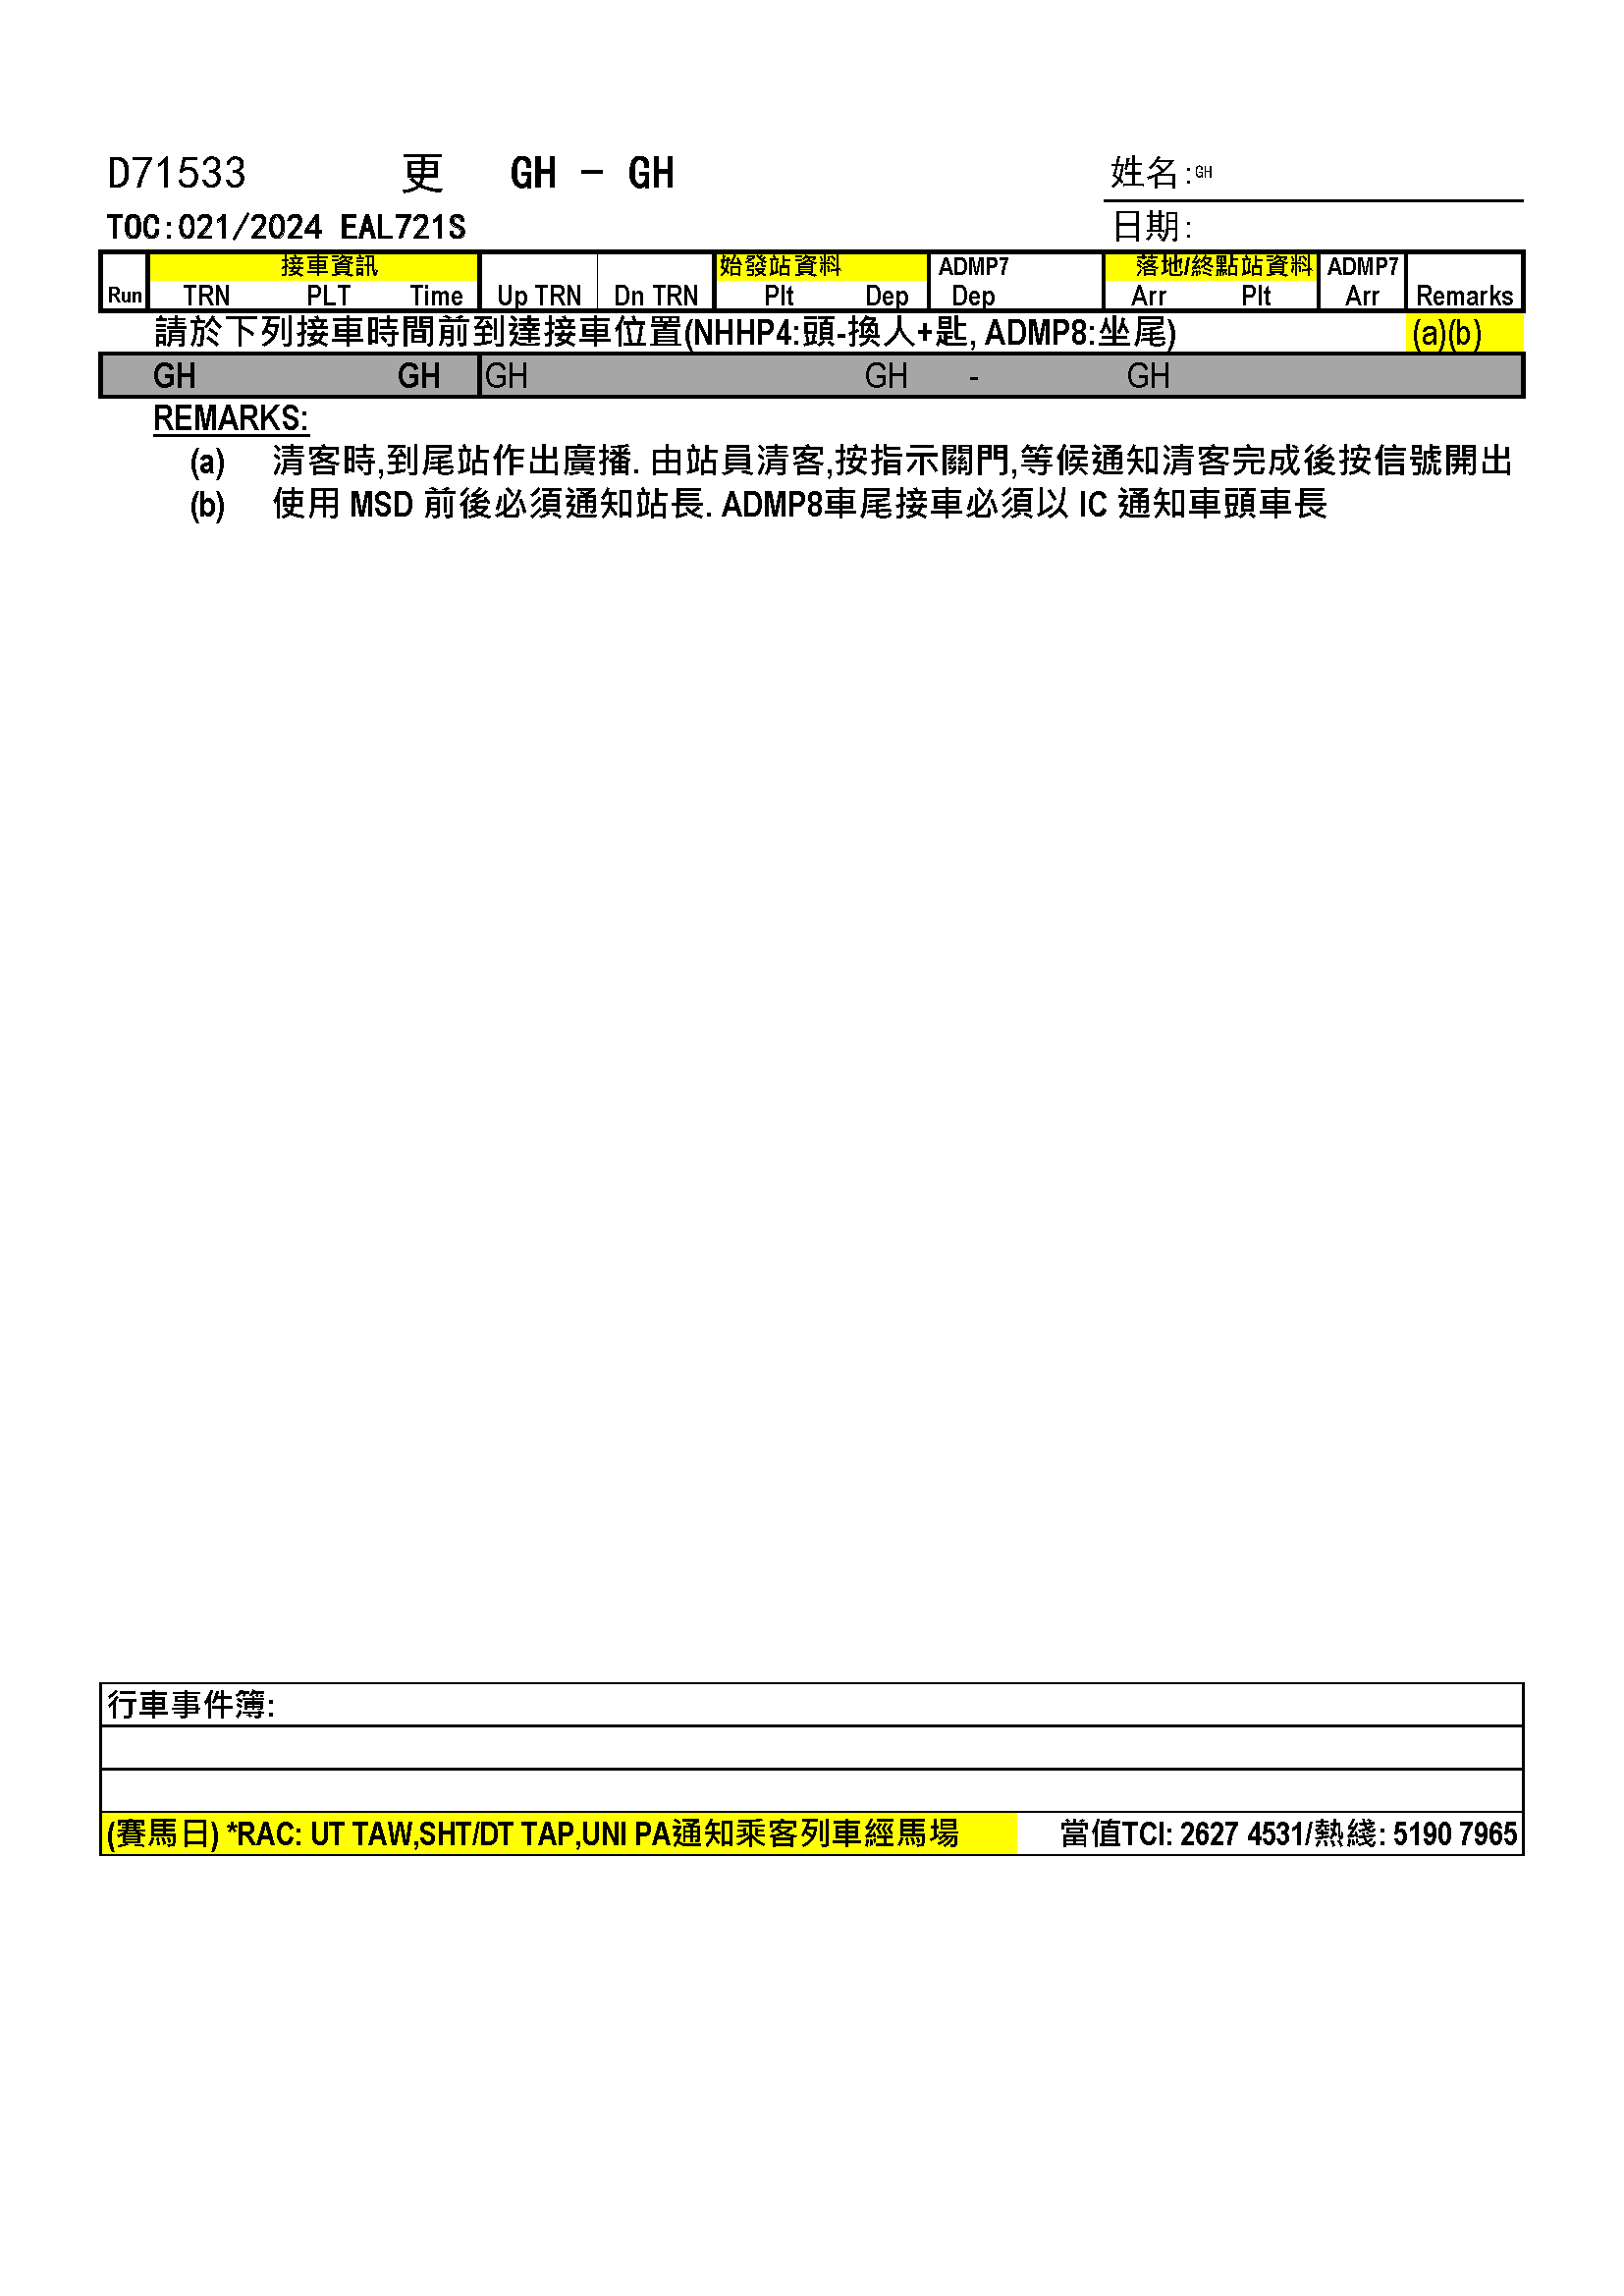 D71533 更 GH - GH 姓名:GH
TOC:021/2024 EAL721S 日期:
接車資訊 始發站資料 ADMP7 落地/終點站資料 ADMP7
Run TRN PLT Time Up TRN Dn TRN Plt Dep Dep Arr Plt Arr Remarks
請於下列接車時間前到達接車位置(NHHP4:頭-換人+匙, ADMP8:坐尾) (a)(b)
GH GH GH GH - GH
REMARKS:
(a) 清客時,到尾站作出廣播. 由站員清客,按指示關門,等候通知清客完成後按信號開出
(b) 使用 MSD 前後必須通知站長. ADMP8車尾接車必須以 IC 通知車頭車長
行車事件簿:
(賽馬日) *RAC: UT TAW,SHT/DT TAP,UNI PA通知乘客列車經馬場 當值TCI: 2627 4531/熱綫: 5190 7965